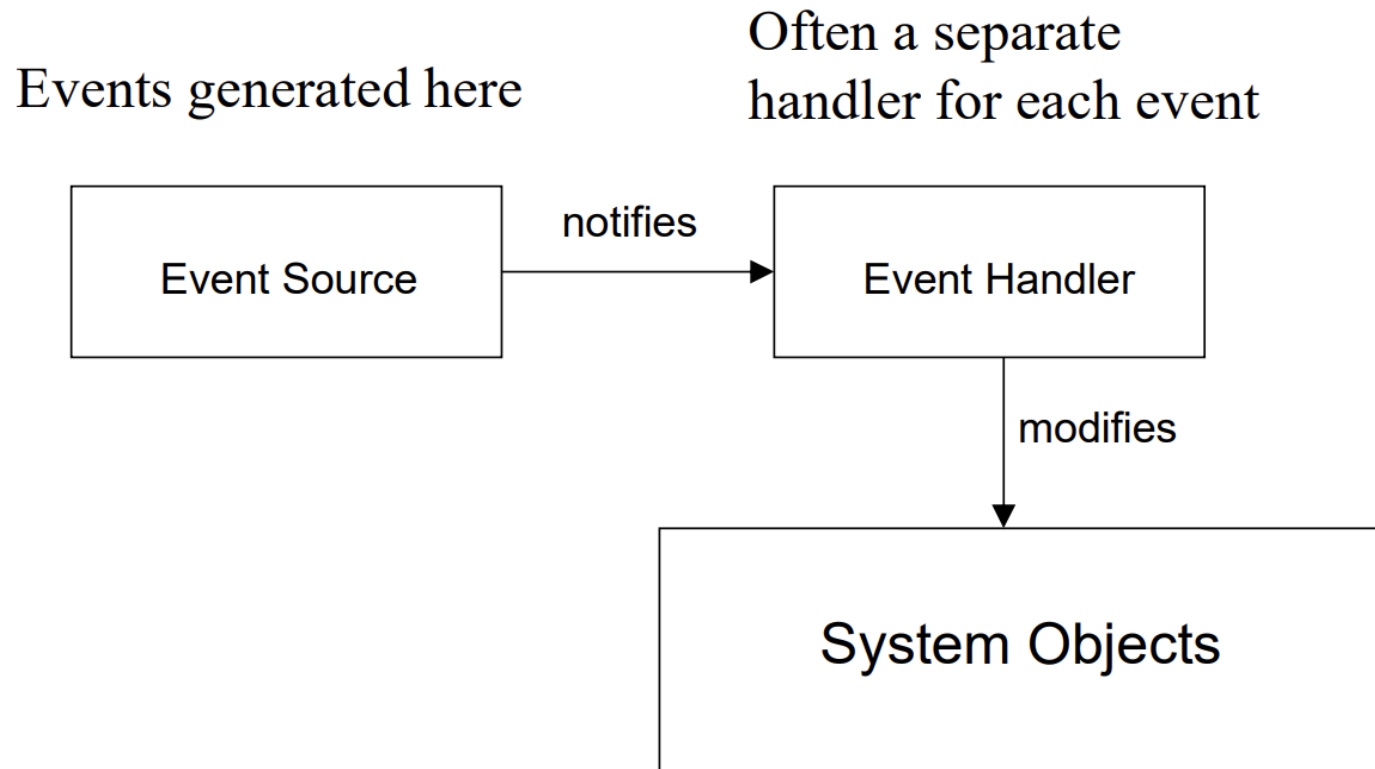 Often a separate
Events generated here
handler for each event
notifies
Event Source
Event Handler
modifies
System Objects